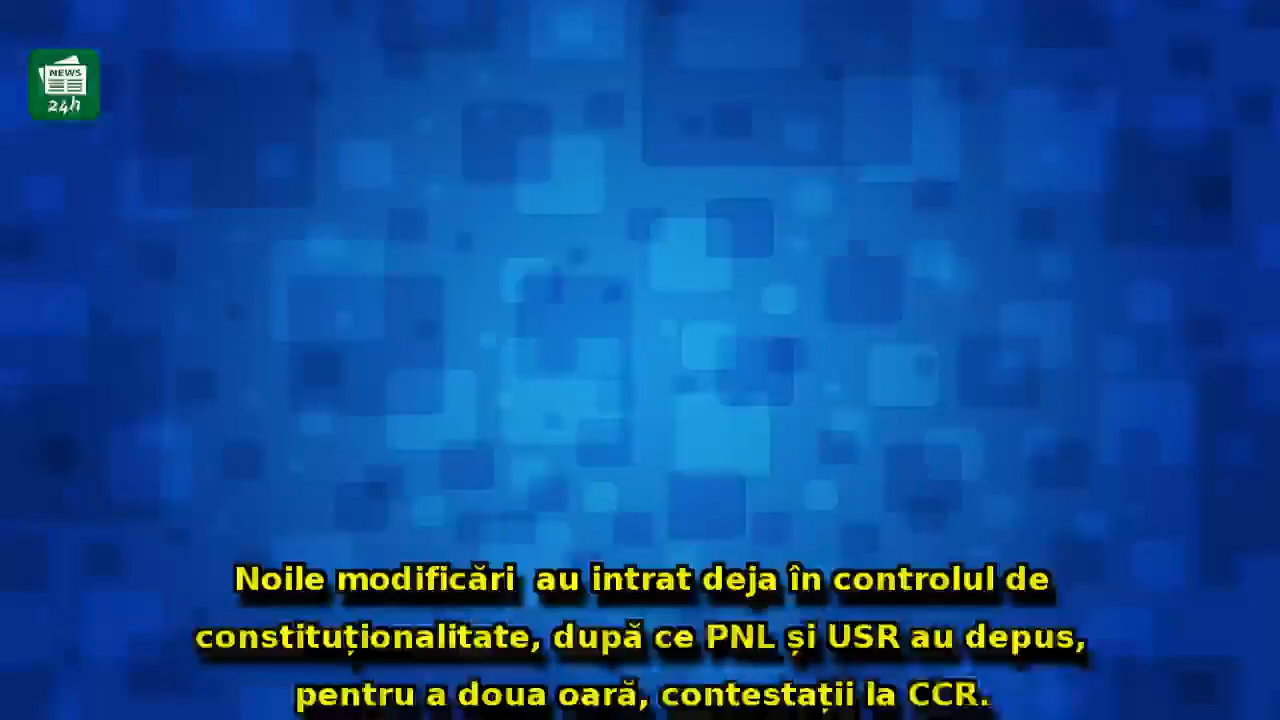 NEWS
24h
Noile modificări  au intrat deja în controlul de
constituționalitate, după ce PNL și USR au depus,
pentru a doua oară, contestații la CCR.